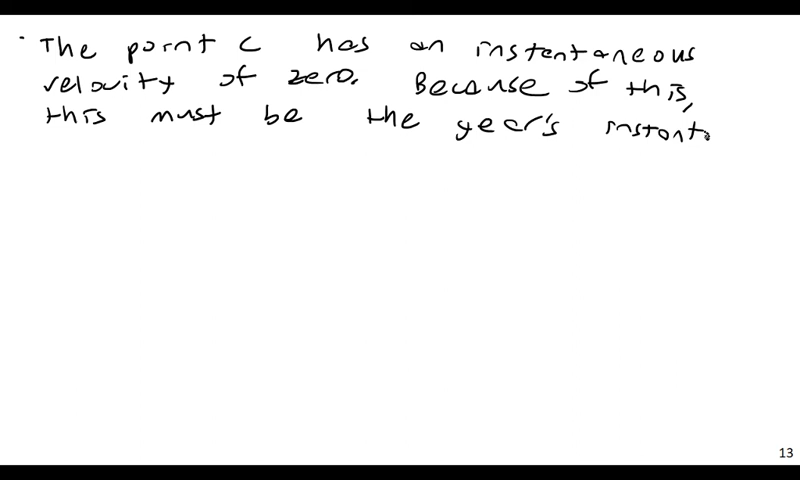 · The point C has an instantaneous
velocity of zero. Because of this,
this must be the gear's instant
13